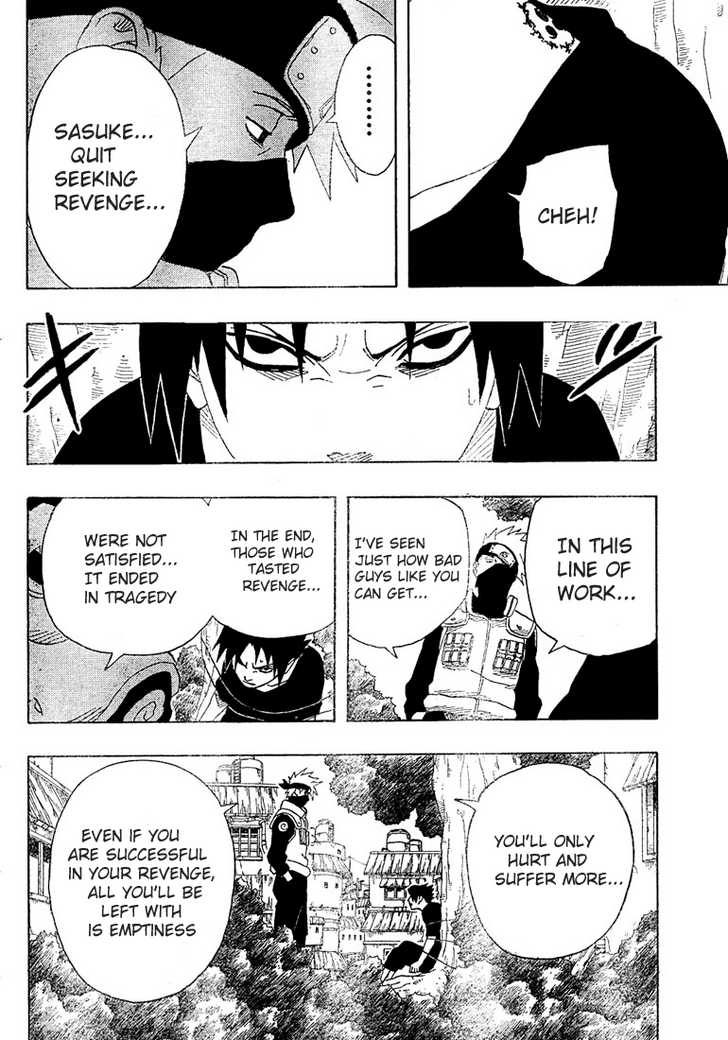 CHEH!
........
SASUKE...
QUIT
SEEKING
REVENGE...
IN THIS
LINE OF
WORK...
I'VE SEEN
JUST HOW BAD
GUYS LIKE YOU
CAN GET...
IN THE END,
THOSE WHO
TASTED
REVENGE...
WERE NOT
SATISFIED...
IT ENDED
IN TRAGEDY
YOU'LL ONLY
HURT AND
SUFFER MORE...
EVEN IF YOU
ARE SUCCESSFUL
IN YOUR REVENGE,
ALL YOU'LL BE
LEFT WITH
IS EMPTINESS